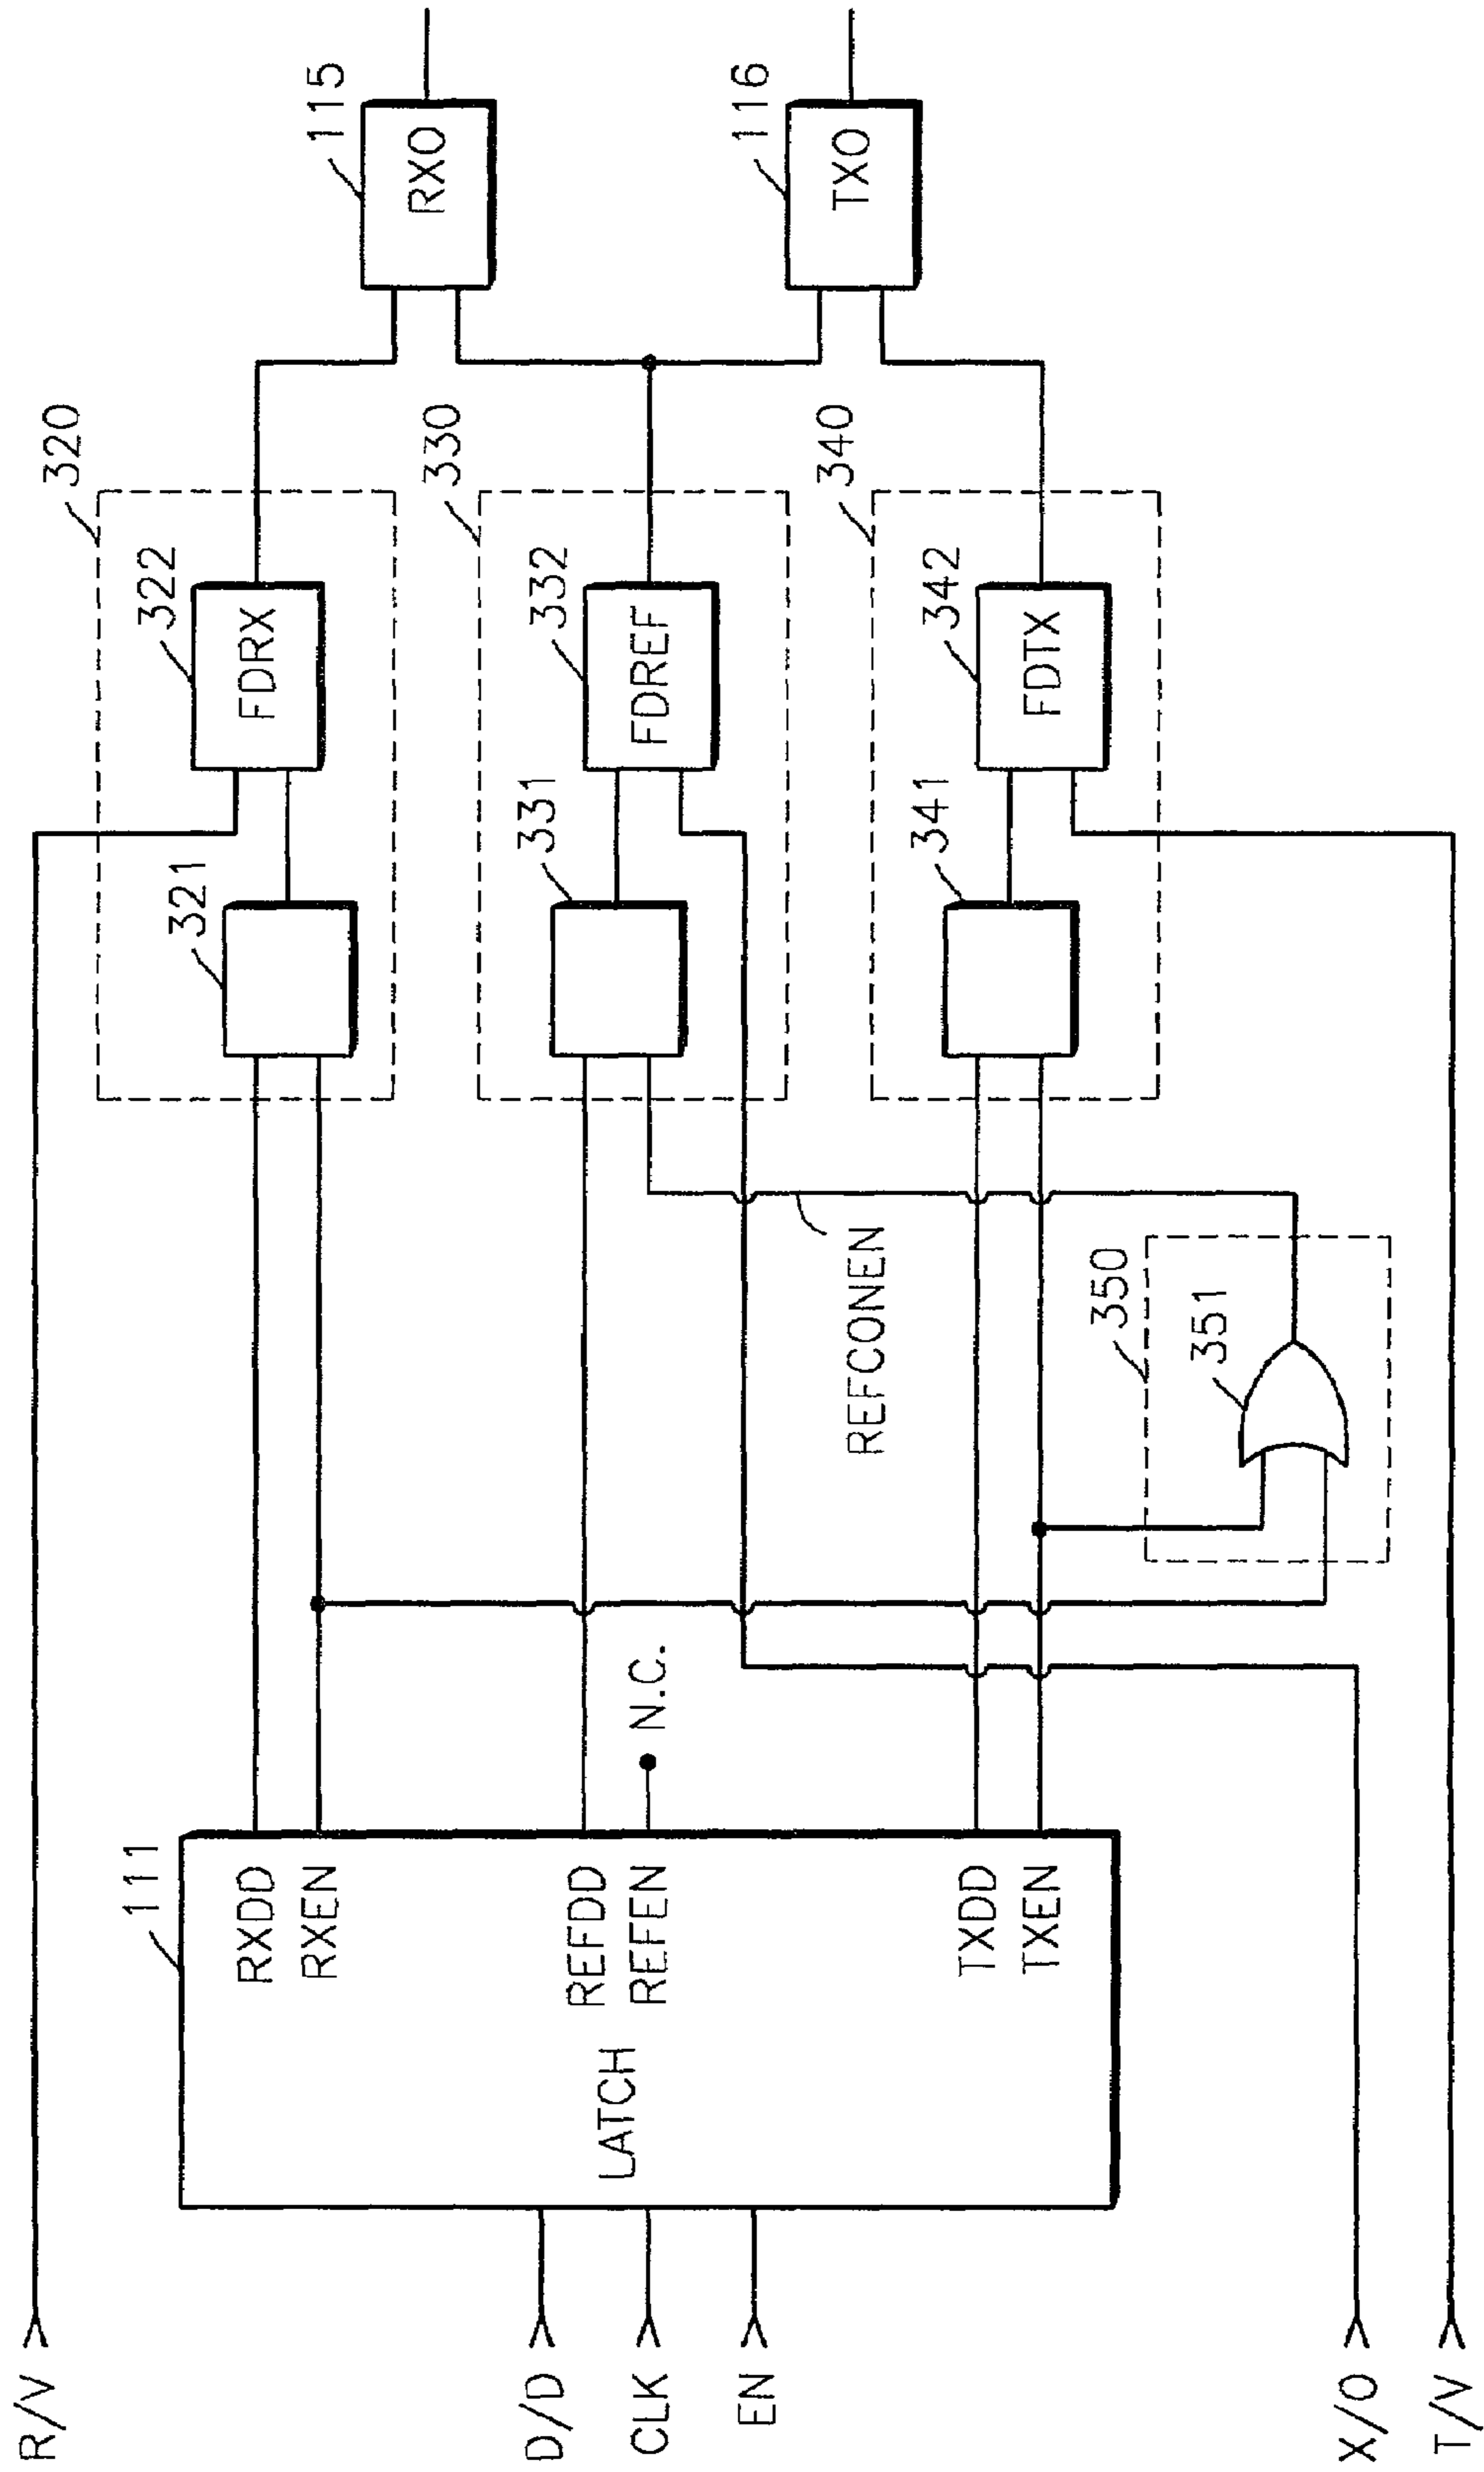 R/V
D/D
CLK
EN
X/O
T/V
111
LATCH
RXDD
RXEN
REFDD
REFEN
TXDD
TXEN
N.C.
REFCONEN
350
351
320
321
322
FDRX
330
331
332
FDREF
340
341
342
FDTX
115
RXO
116
TXO